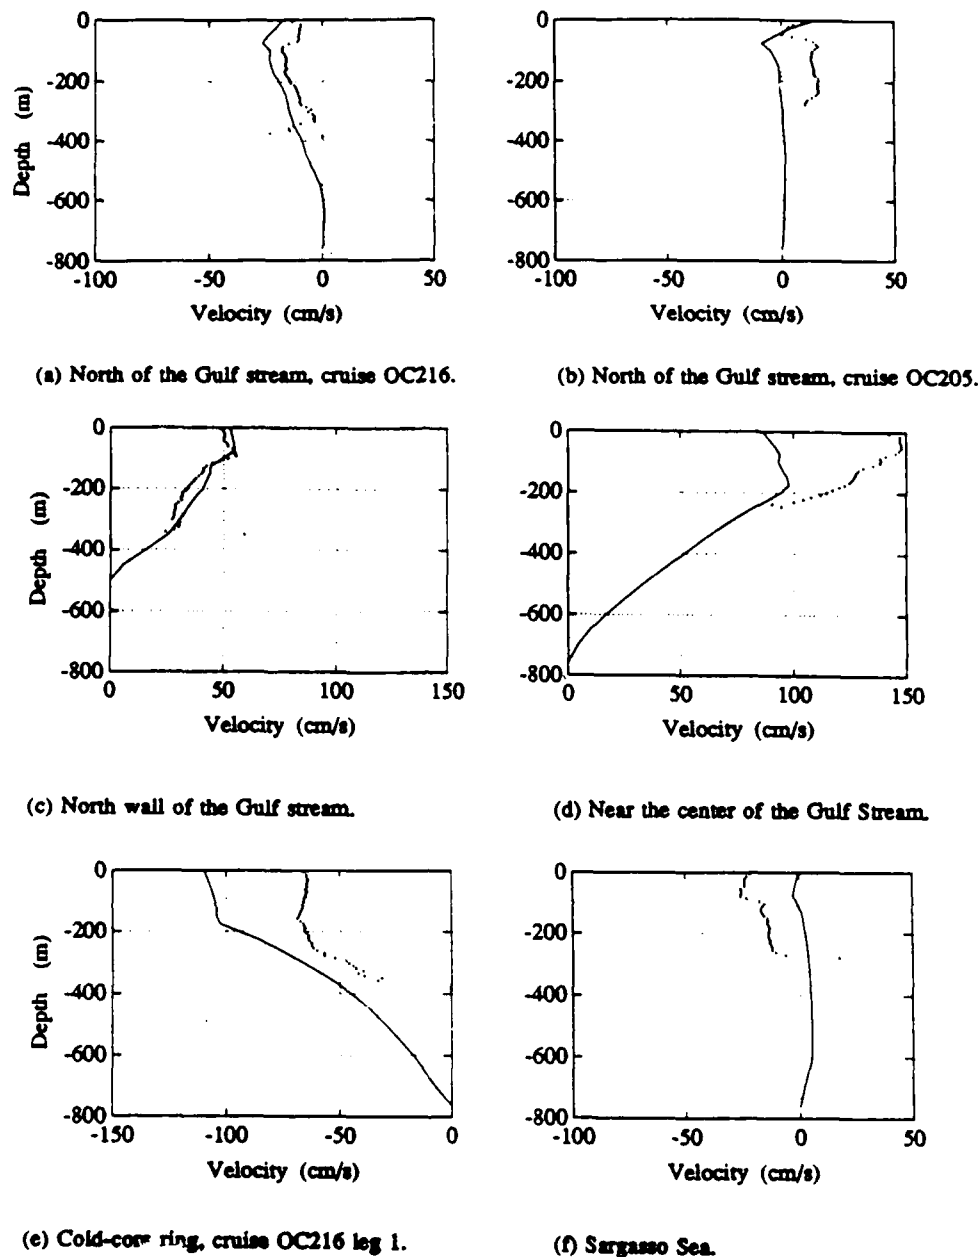 0
-200
-400
-600
-800
Depth (m)
-100 -50 0 50
Velocity (cm/s)
(a) North of the Gulf stream, cruise OC216.
0
-200
-400
-600
-800
-100 -50 0 50
Velocity (cm/s)
(b) North of the Gulf stream, cruise OC205.
0
-200
-400
-600
-800
Depth (m)
0 50 100 150
Velocity (cm/s)
(c) North wall of the Gulf stream.
0
-200
-400
-600
-800
0 50 100 150
Velocity (cm/s)
(d) Near the center of the Gulf Stream.
0
-200
-400
-600
-800
Depth (m)
-150 -100 -50 0
Velocity (cm/s)
(e) Cold-core ring, cruise OC216 leg 1.
0
-200
-400
-600
-800
-100 -50 0 50
Velocity (cm/s)
(f) Sargasso Sea.